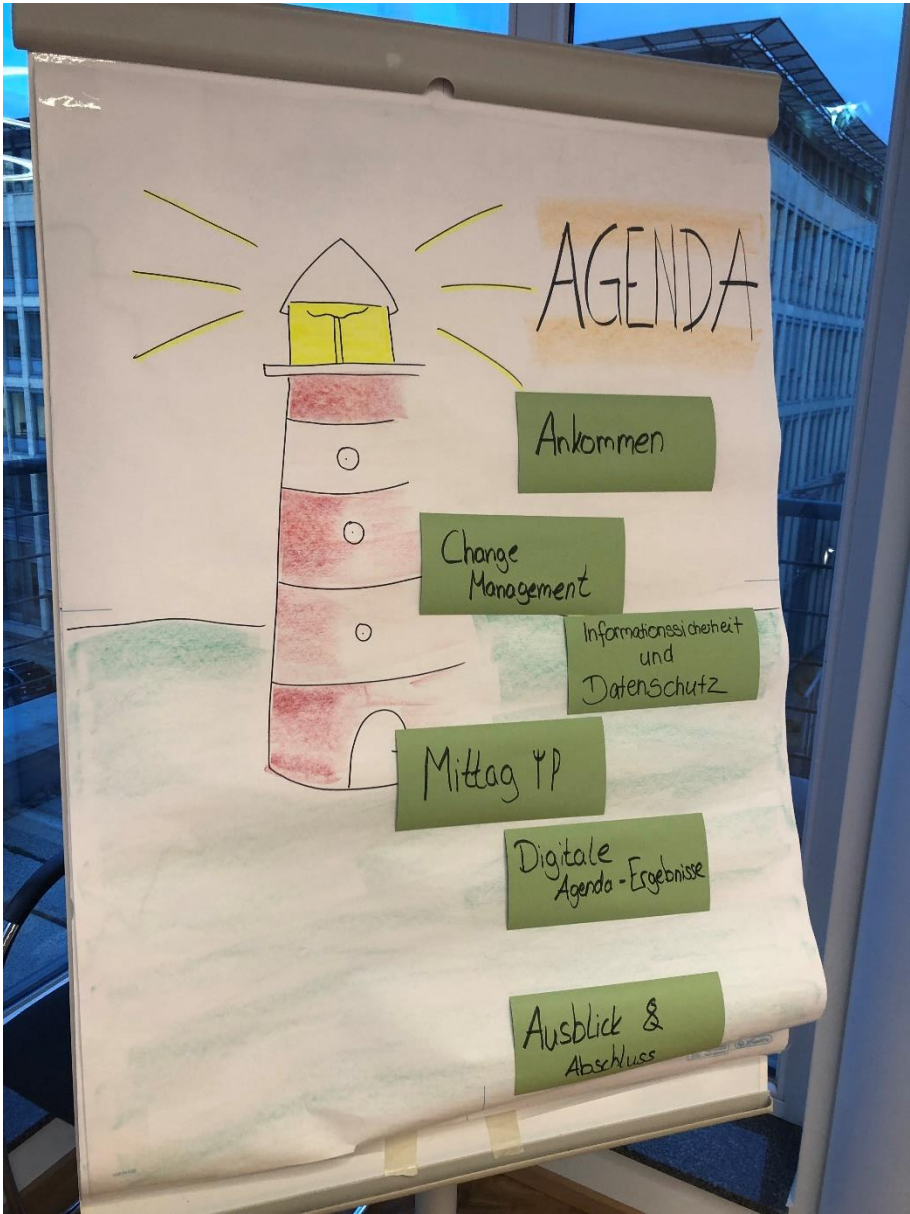 AGENDA
Ankommen
Change
Management
Informationssicherheit
und
Datenschutz
Mittag
Digitale
Agenda - Ergebnisse
Ausblick &
Abschluss